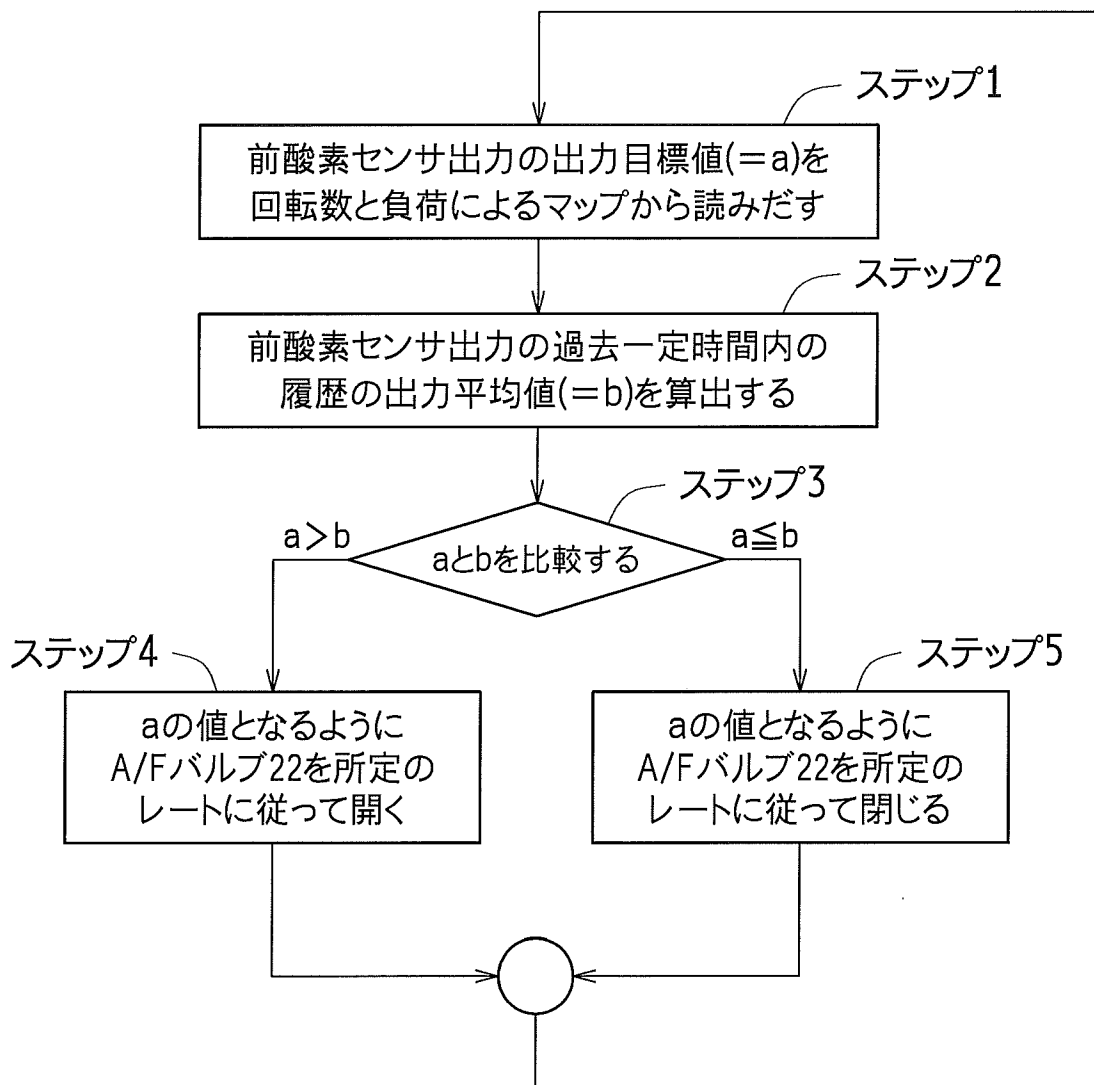 ステップ1
前酸素センサ出力の出力目標値(=a)を
回転数と負荷によるマップから読みだす
ステップ2
前酸素センサ出力の過去一定時間内の
履歴の出力平均値(=b)を算出する
ステップ3
a>b
aとbを比較する
a≦b
ステップ4
aの値となるように
A/Fバルブ22を所定の
レートに従って開く
ステップ5
aの値となるように
A/Fバルブ22を所定の
レートに従って閉じる